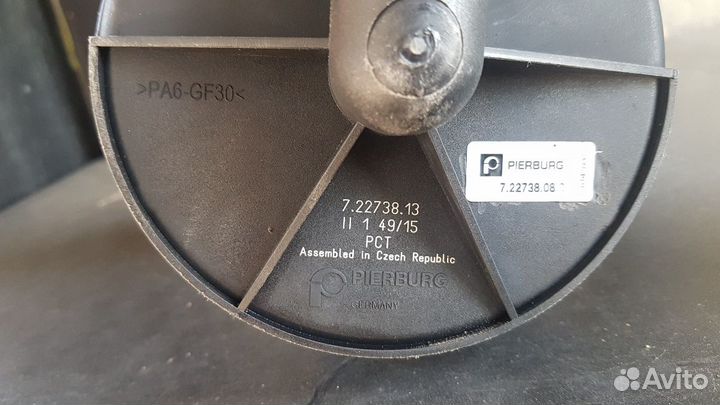 >PA6-GF30<
PIERBURG
7.22738.08
7.22738.13
II 1 49/15
PCT
Assembled in Czech Republic
PIERBURG
GERMANY
Avito